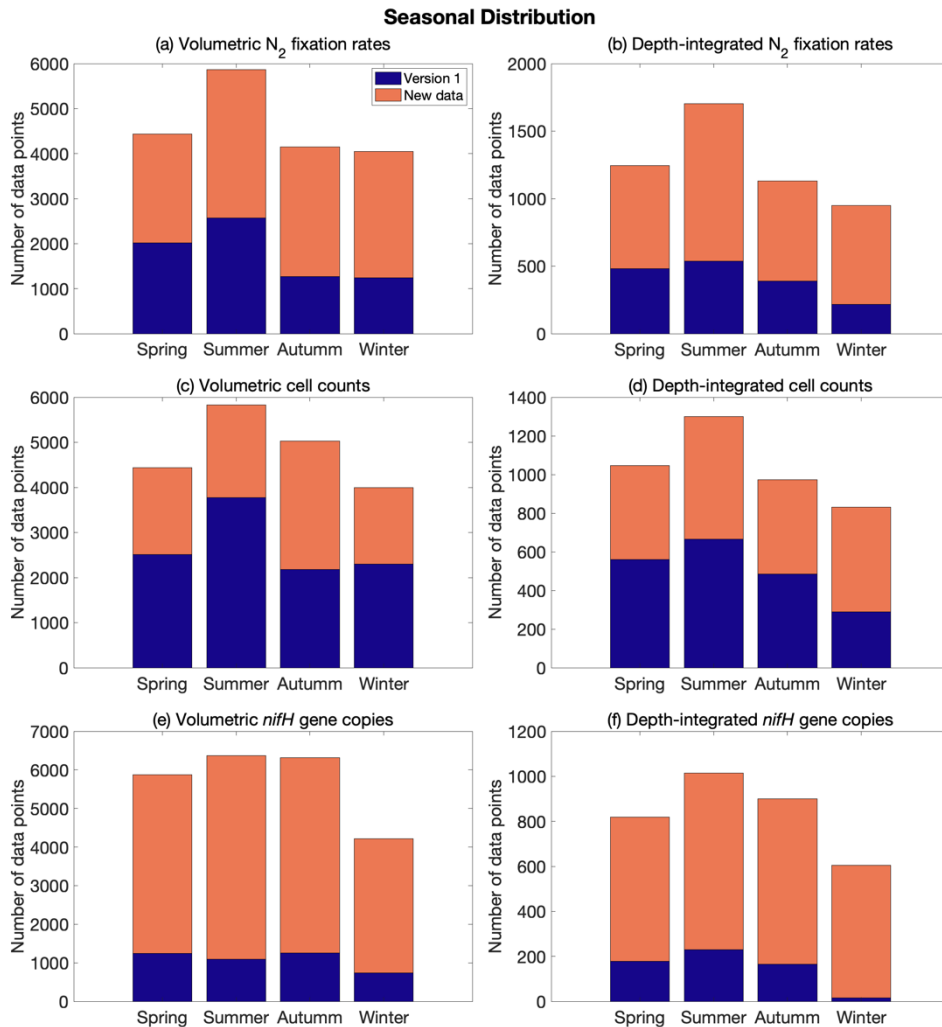 Seasonal Distribution
(a) Volumetric N2 fixation rates
Number of data points
6000
5000
4000
3000
2000
1000
0
Spring Summer Autumm Winter
Version 1
New data
(b) Depth-integrated N2 fixation rates
Number of data points
2000
1500
1000
500
0
Spring Summer Autumm Winter
(c) Volumetric cell counts
Number of data points
6000
5000
4000
3000
2000
1000
0
Spring Summer Autumm Winter
(d) Depth-integrated cell counts
Number of data points
1400
1200
1000
800
600
400
200
0
Spring Summer Autumm Winter
(e) Volumetric nifH gene copies
Number of data points
7000
6000
5000
4000
3000
2000
1000
0
Spring Summer Autumm Winter
(f) Depth-integrated nifH gene copies
Number of data points
1200
1000
800
600
400
200
0
Spring Summer Autumm Winter